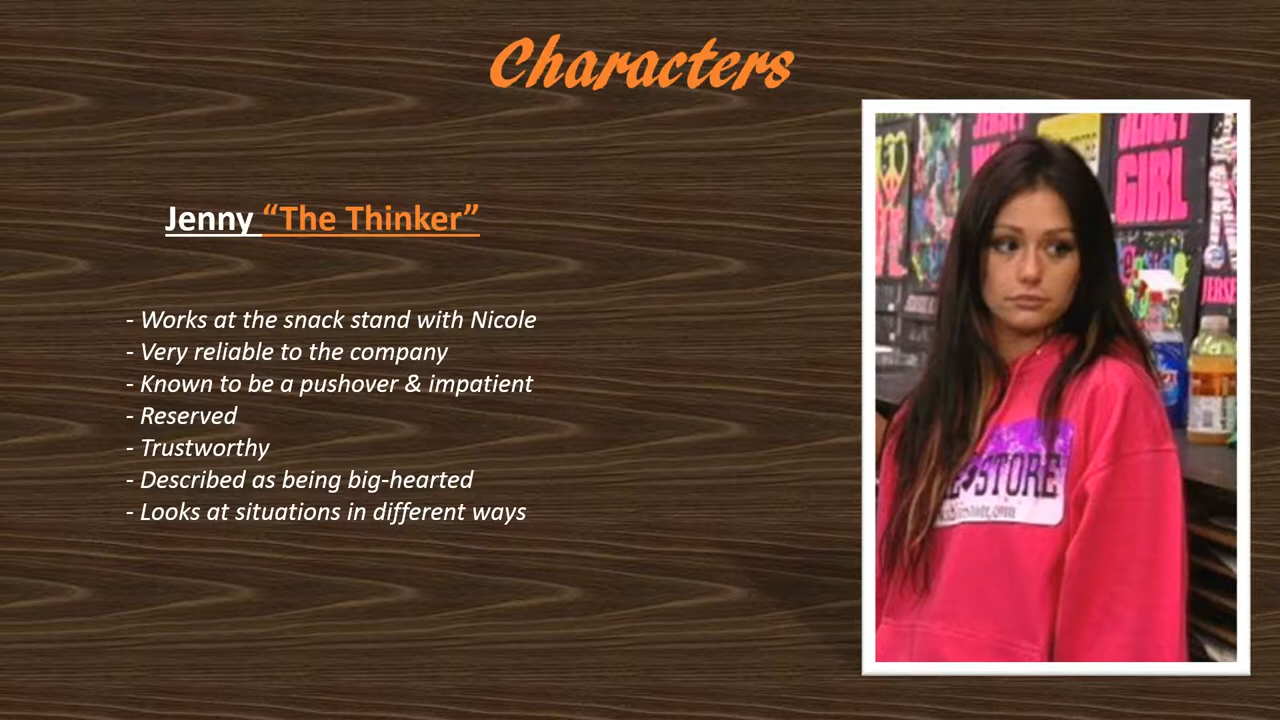 Characters
Jenny “The Thinker”
- Works at the snack stand with Nicole
- Very reliable to the company
- Known to be a pushover & impatient
- Reserved
- Trustworthy
- Described as being big-hearted
- Looks at situations in different ways
JERSEY
GIRL
STORE